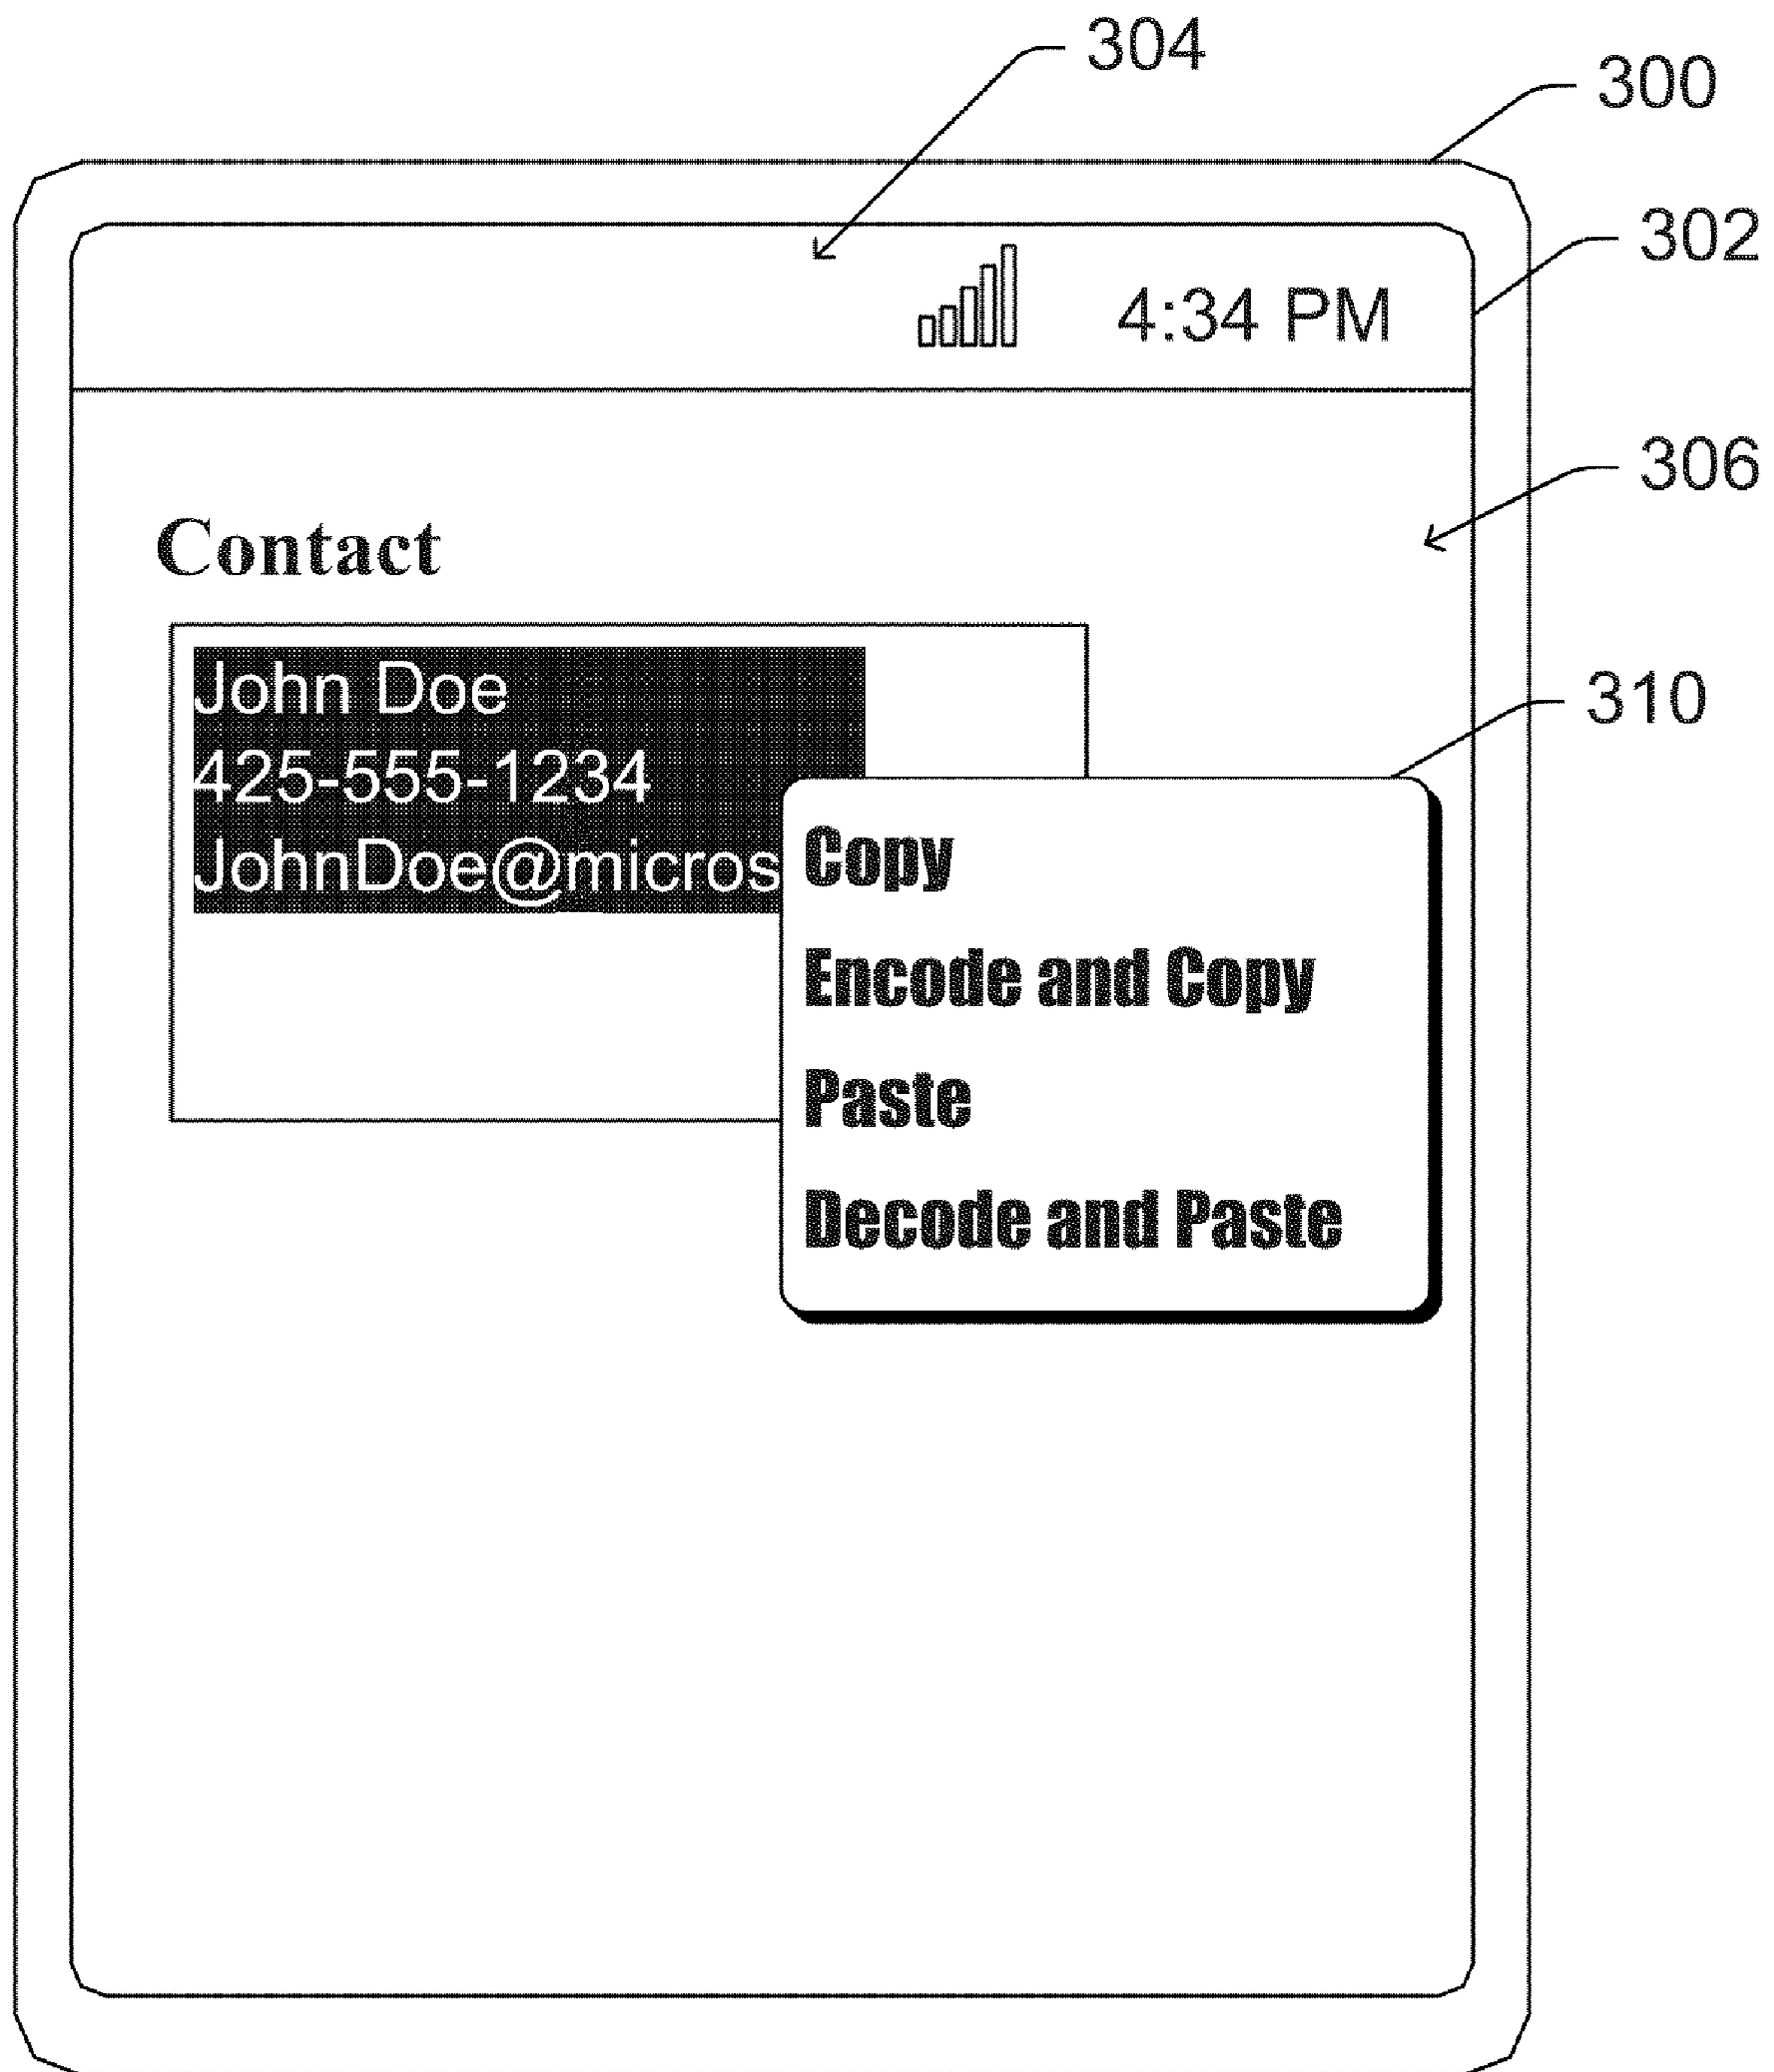 304
300
302
4:34 PM
306
Contact
310
John Doe
425-555-1234
JohnDoe@micros
Copy
Encode and Copy
Paste
Decode and Paste